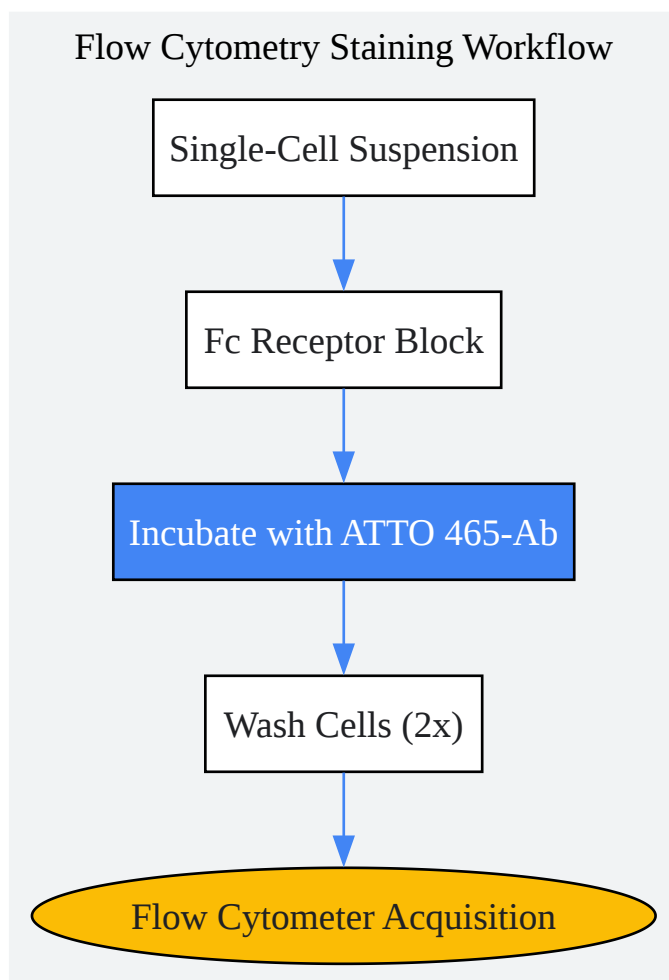 Flow Cytometry Staining Workflow
Single-Cell Suspension
Fc Receptor Block
Incubate with ATTO 465-Ab
Wash Cells (2x)
Flow Cytometer Acquisition